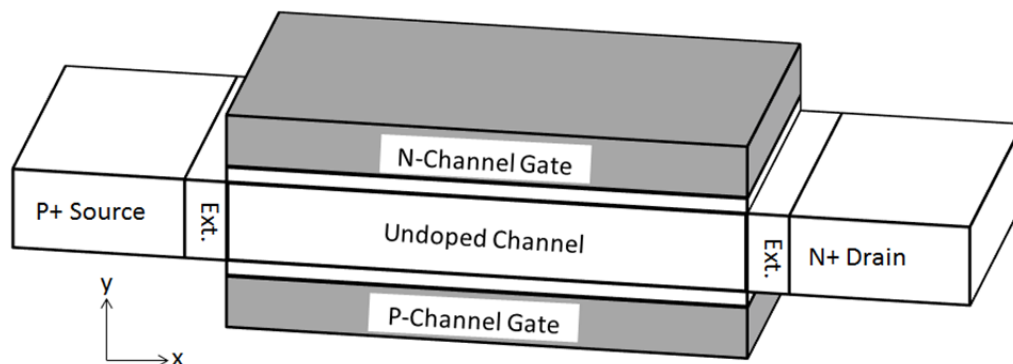 N-Channel Gate
P+ Source
Ext.
Undoped Channel
Ext.
N+ Drain
P-Channel Gate
y
x